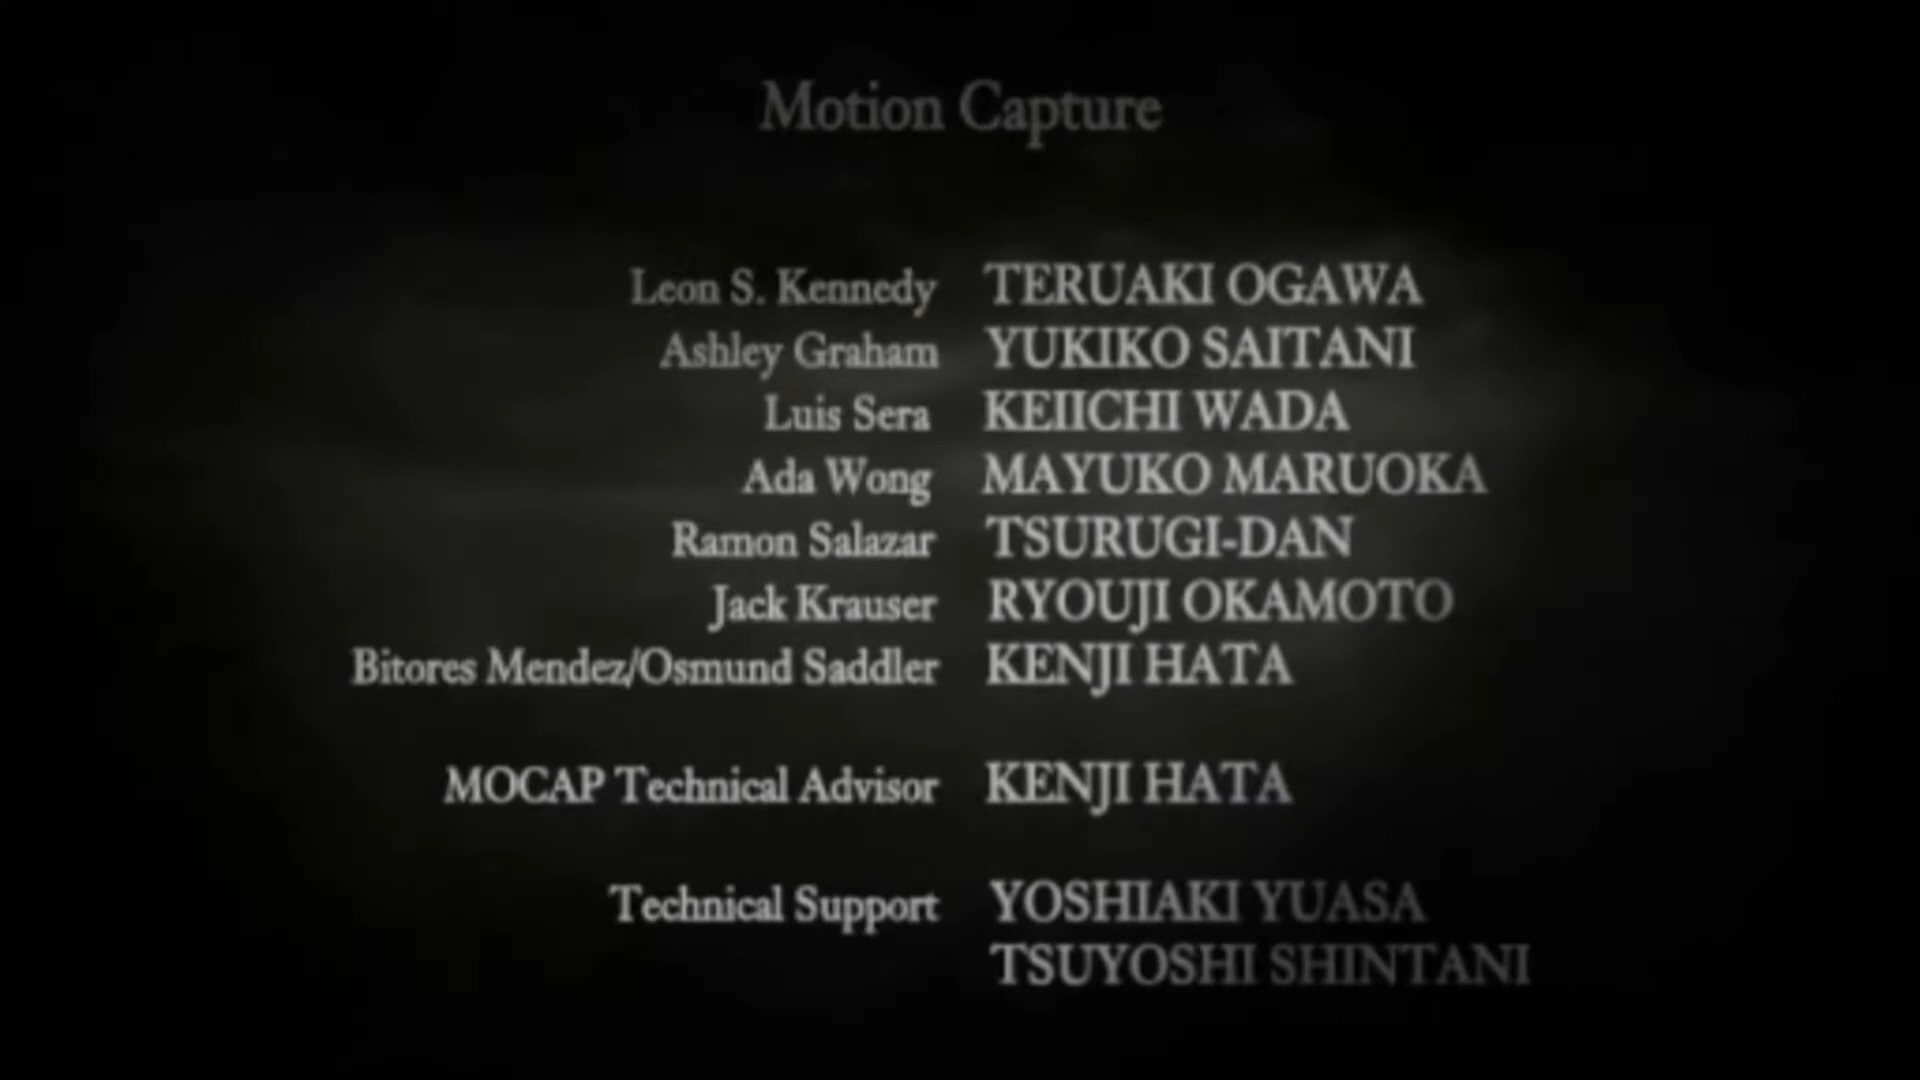 Motion Capture
Leon S. Kennedy TERUAKI OGAWA
Ashley Graham YUKIKO SAITANI
Luis Sera KEIICHI WADA
Ada Wong MAYUKO MARUOKA
Ramon Salazar TSURUGI-DAN
Jack Krauser RYOUJI OKAMOTO
Bitores Mendez/Osmund Saddler KENJI HATA
MOCAP Technical Advisor KENJI HATA
Technical Support YOSHIAKI YUASA
TSUYOSHI SHINTANI